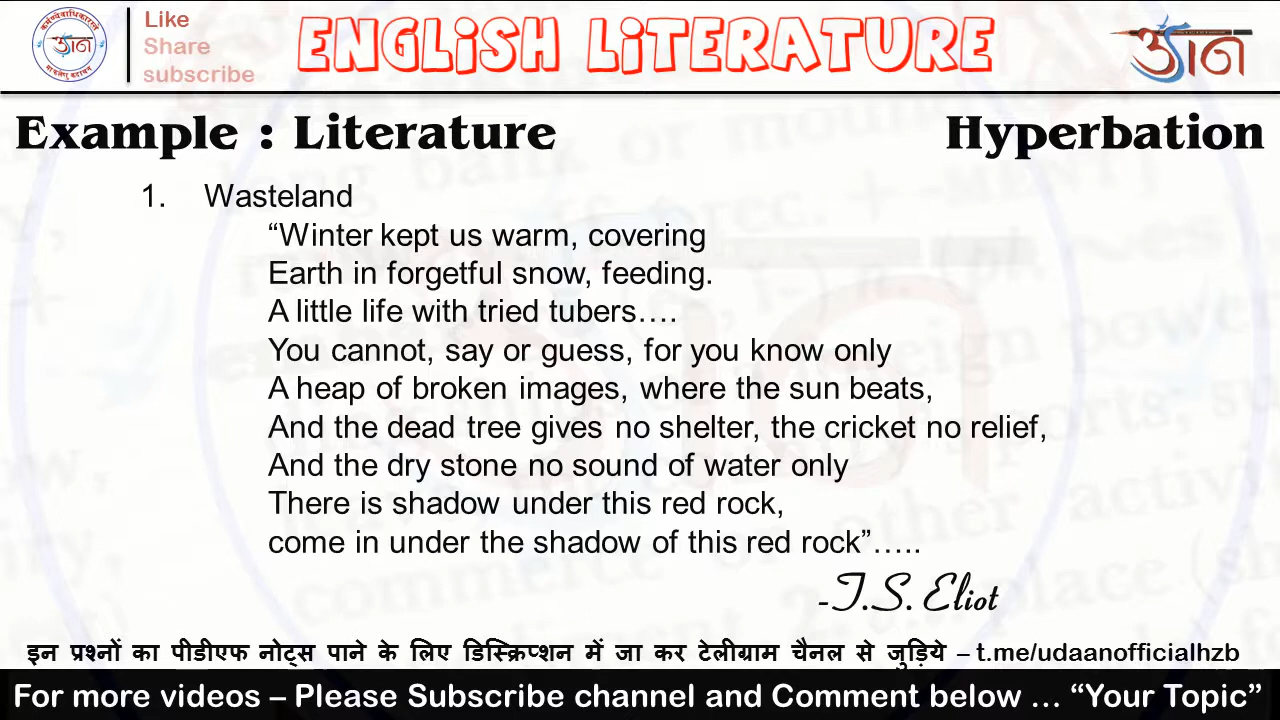 Like
Share
subscribe
ENGLiSH LiTERATURE
उड़ान
Example : Literature
Hyperbation
1. Wasteland
“Winter kept us warm, covering
Earth in forgetful snow, feeding.
A little life with tried tubers….
You cannot, say or guess, for you know only
A heap of broken images, where the sun beats,
And the dead tree gives no shelter, the cricket no relief,
And the dry stone no sound of water only
There is shadow under this red rock,
come in under the shadow of this red rock”…..
-T.S. Eliot
इन प्रश्नों का पीडीएफ नोट्स पाने के लिए डिस्क्रिप्शन में जा कर टेलीग्राम चैनल से जुड़िये – t.me/udaanofficialhzb
For more videos – Please Subscribe channel and Comment below … “Your Topic”